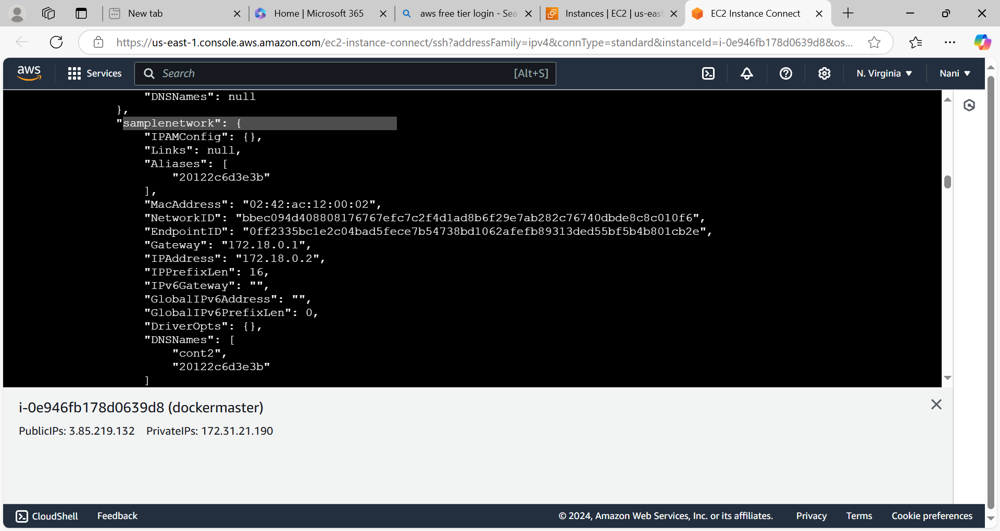 New tab
Home | Microsoft 365
aws free tier login - Sea
Instances | EC2 | us-east
EC2 Instance Connect
https://us-east-1.console.aws.amazon.com/ec2-instance-connect/ssh?addressFamily=ipv4&connType=standard&instanceId=i-0e946fb178d0639d8&os...
aws
Services
Search
[Alt+S]
N. Virginia
Nani
"DNSNames": null
},
"samplenetwork": {
"IPAMConfig": {},
"Links": null,
"Aliases": [
"20122c6d3e3b"
],
"MacAddress": "02:42:ac:12:00:02",
"NetworkID": "bbec094d408808176767efc7c2f4d1ad8b6f29e7ab282c76740dbde8c8c010f6",
"EndpointID": "0ff2335bc1e2c04bad5fece7b54738bd1062afefb89313ded55bf5b4b801cb2e",
"Gateway": "172.18.0.1",
"IPAddress": "172.18.0.2",
"IPPrefixLen": 16,
"IPv6Gateway": "",
"GlobalIPv6Address": "",
"GlobalIPv6PrefixLen": 0,
"DriverOpts": {},
"DNSNames": [
"cont2",
"20122c6d3e3b"
]
i-0e946fb178d0639d8 (dockermaster)
PublicIPs: 3.85.219.132 PrivateIPs: 172.31.21.190
CloudShell
Feedback
© 2024, Amazon Web Services, Inc. or its affiliates.
Privacy
Terms
Cookie preferences